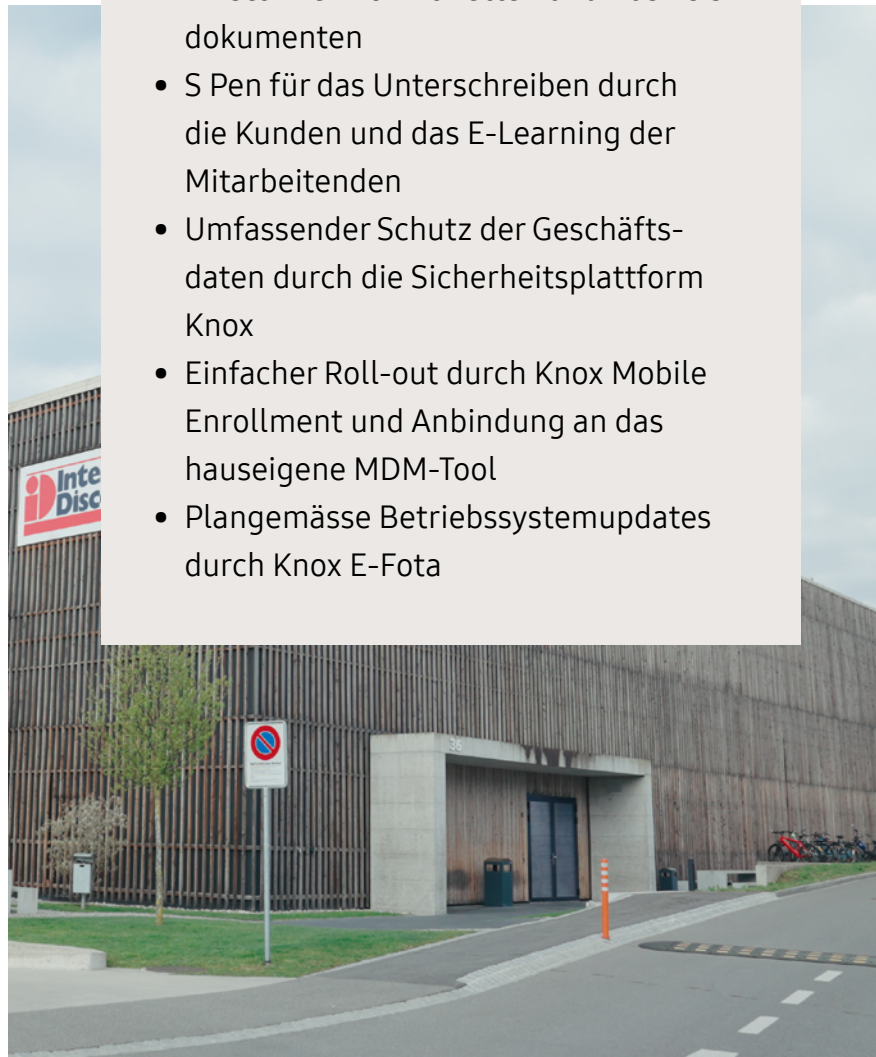 dokumenten
• S Pen für das Unterschreiben durch
die Kunden und das E-Learning der
Mitarbeitenden
• Umfassender Schutz der Geschäfts-
daten durch die Sicherheitsplattform
Knox
• Einfacher Roll-out durch Knox Mobile
Enrollment und Anbindung an das
hauseigene MDM-Tool
• Plangemässe Betriebssystemupdates
durch Knox E-Fota
iD Inte
Disc
36